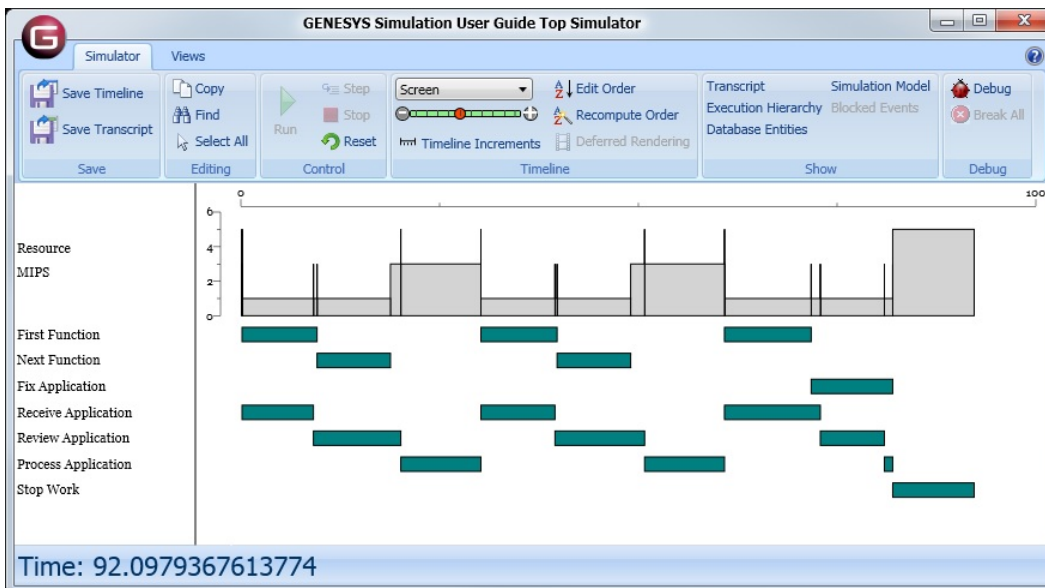 GENESYS Simulation User Guide Top Simulator
G
Simulator Views
Save Timeline
Save Transcript
Save
Copy
Find
Select All
Editing
Run
Step
Stop
Reset
Control
Screen
Timeline Increments
Edit Order
Recompute Order
Deferred Rendering
Timeline
Transcript
Execution Hierarchy
Database Entities
Simulation Model
Blocked Events
Show
Debug
Break All
Debug
0 100
6
4
2
0
Resource
MIPS
First Function
Next Function
Fix Application
Receive Application
Review Application
Process Application
Stop Work
Time: 92.0979367613774